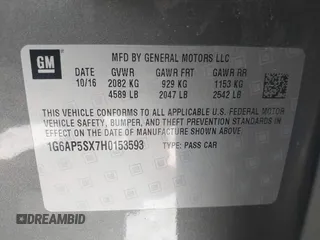 GM
MFD BY GENERAL MOTORS LLC
DATE GVWR GAWR FRT GAWR RR
10/16 2082 KG 929 KG 1153 KG
4589 LB 2047 LB 2542 LB
THIS VEHICLE CONFORMS TO ALL APPLICABLE U.S. FEDERAL MOTOR
VEHICLE SAFETY, BUMPER, AND THEFT PREVENTION STANDARDS
IN EFFECT ON THE DATE OF MANUFACTURE SHOWN ABOVE.
1G6AP5SX7H0153593 TYPE: PASS CAR
DREAMBID